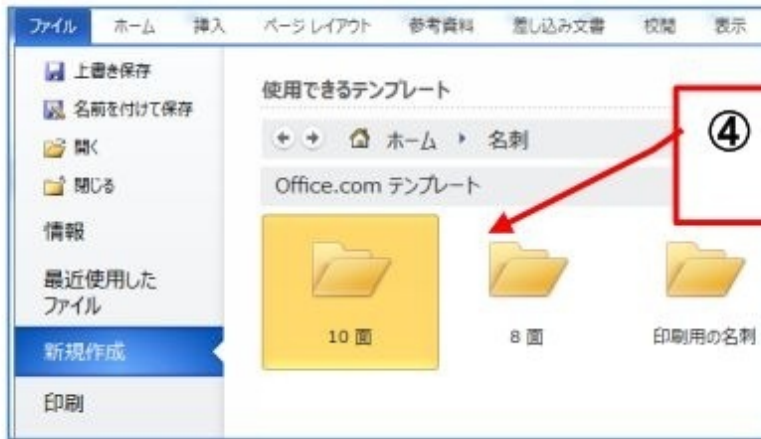 ファイル ホーム 挿入 ページ レイアウト 参考資料 差し込み文書 校閲 表示
上書き保存
名前を付けて保存
開く
閉じる
情報
最近使用した
ファイル
新規作成
印刷
使用できるテンプレート
ホーム 名刺
Office.com テンプレート
10 面
8 面
印刷用の名刺
④